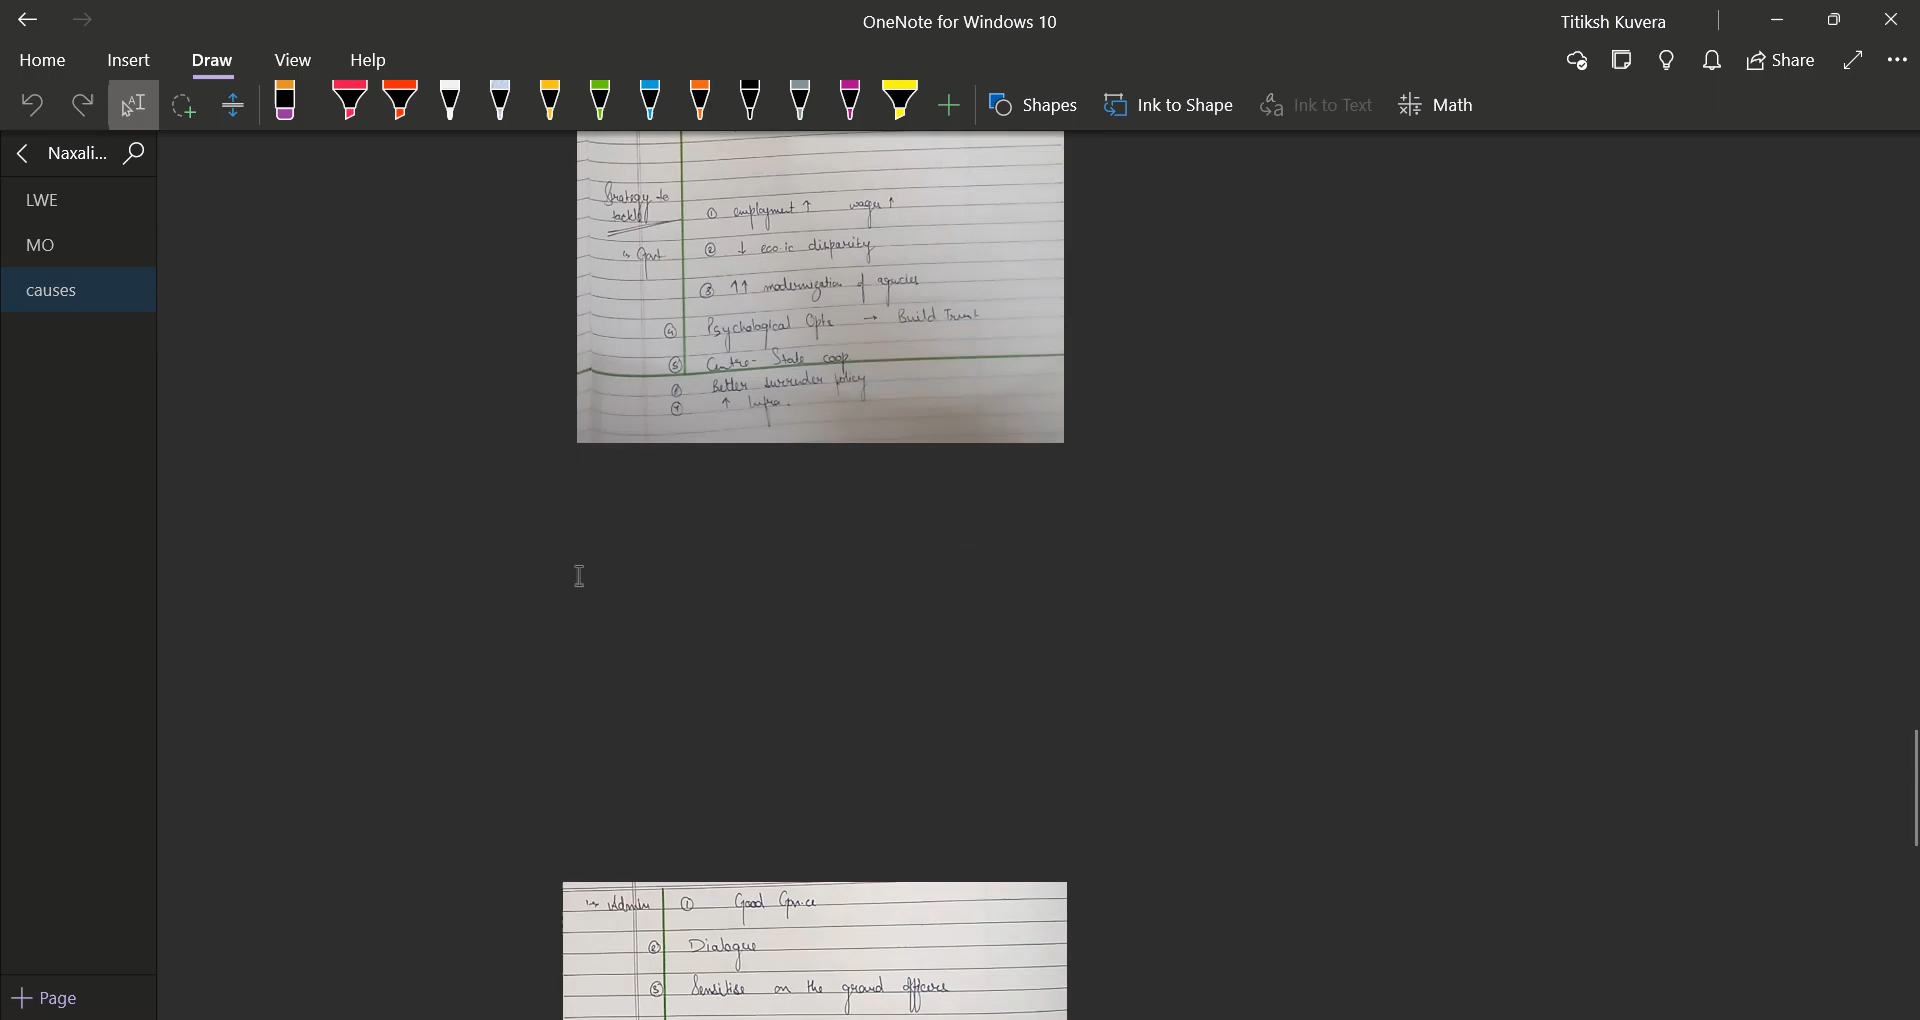 OneNote for Windows 10
Titiksh Kuvera
Home Insert Draw View Help
Share
Shapes
Ink to Shape
Ink to Text
Math
Naxali...
LWE
MO
causes
Page
Strategy to
tackle
↳ Govt
① employment ↑ wages ↑
② ↓ eco.ic disparity
③ ↑↑ modernization of agencies
④ Psychological Opts → Build Trust
⑤ Centre-State coop
⑥ Better surrender policy
⑦ ↑ Infra.
↳ Admin ① Good Gov.ce
② Dialogue
③ Sensitise on the ground officers